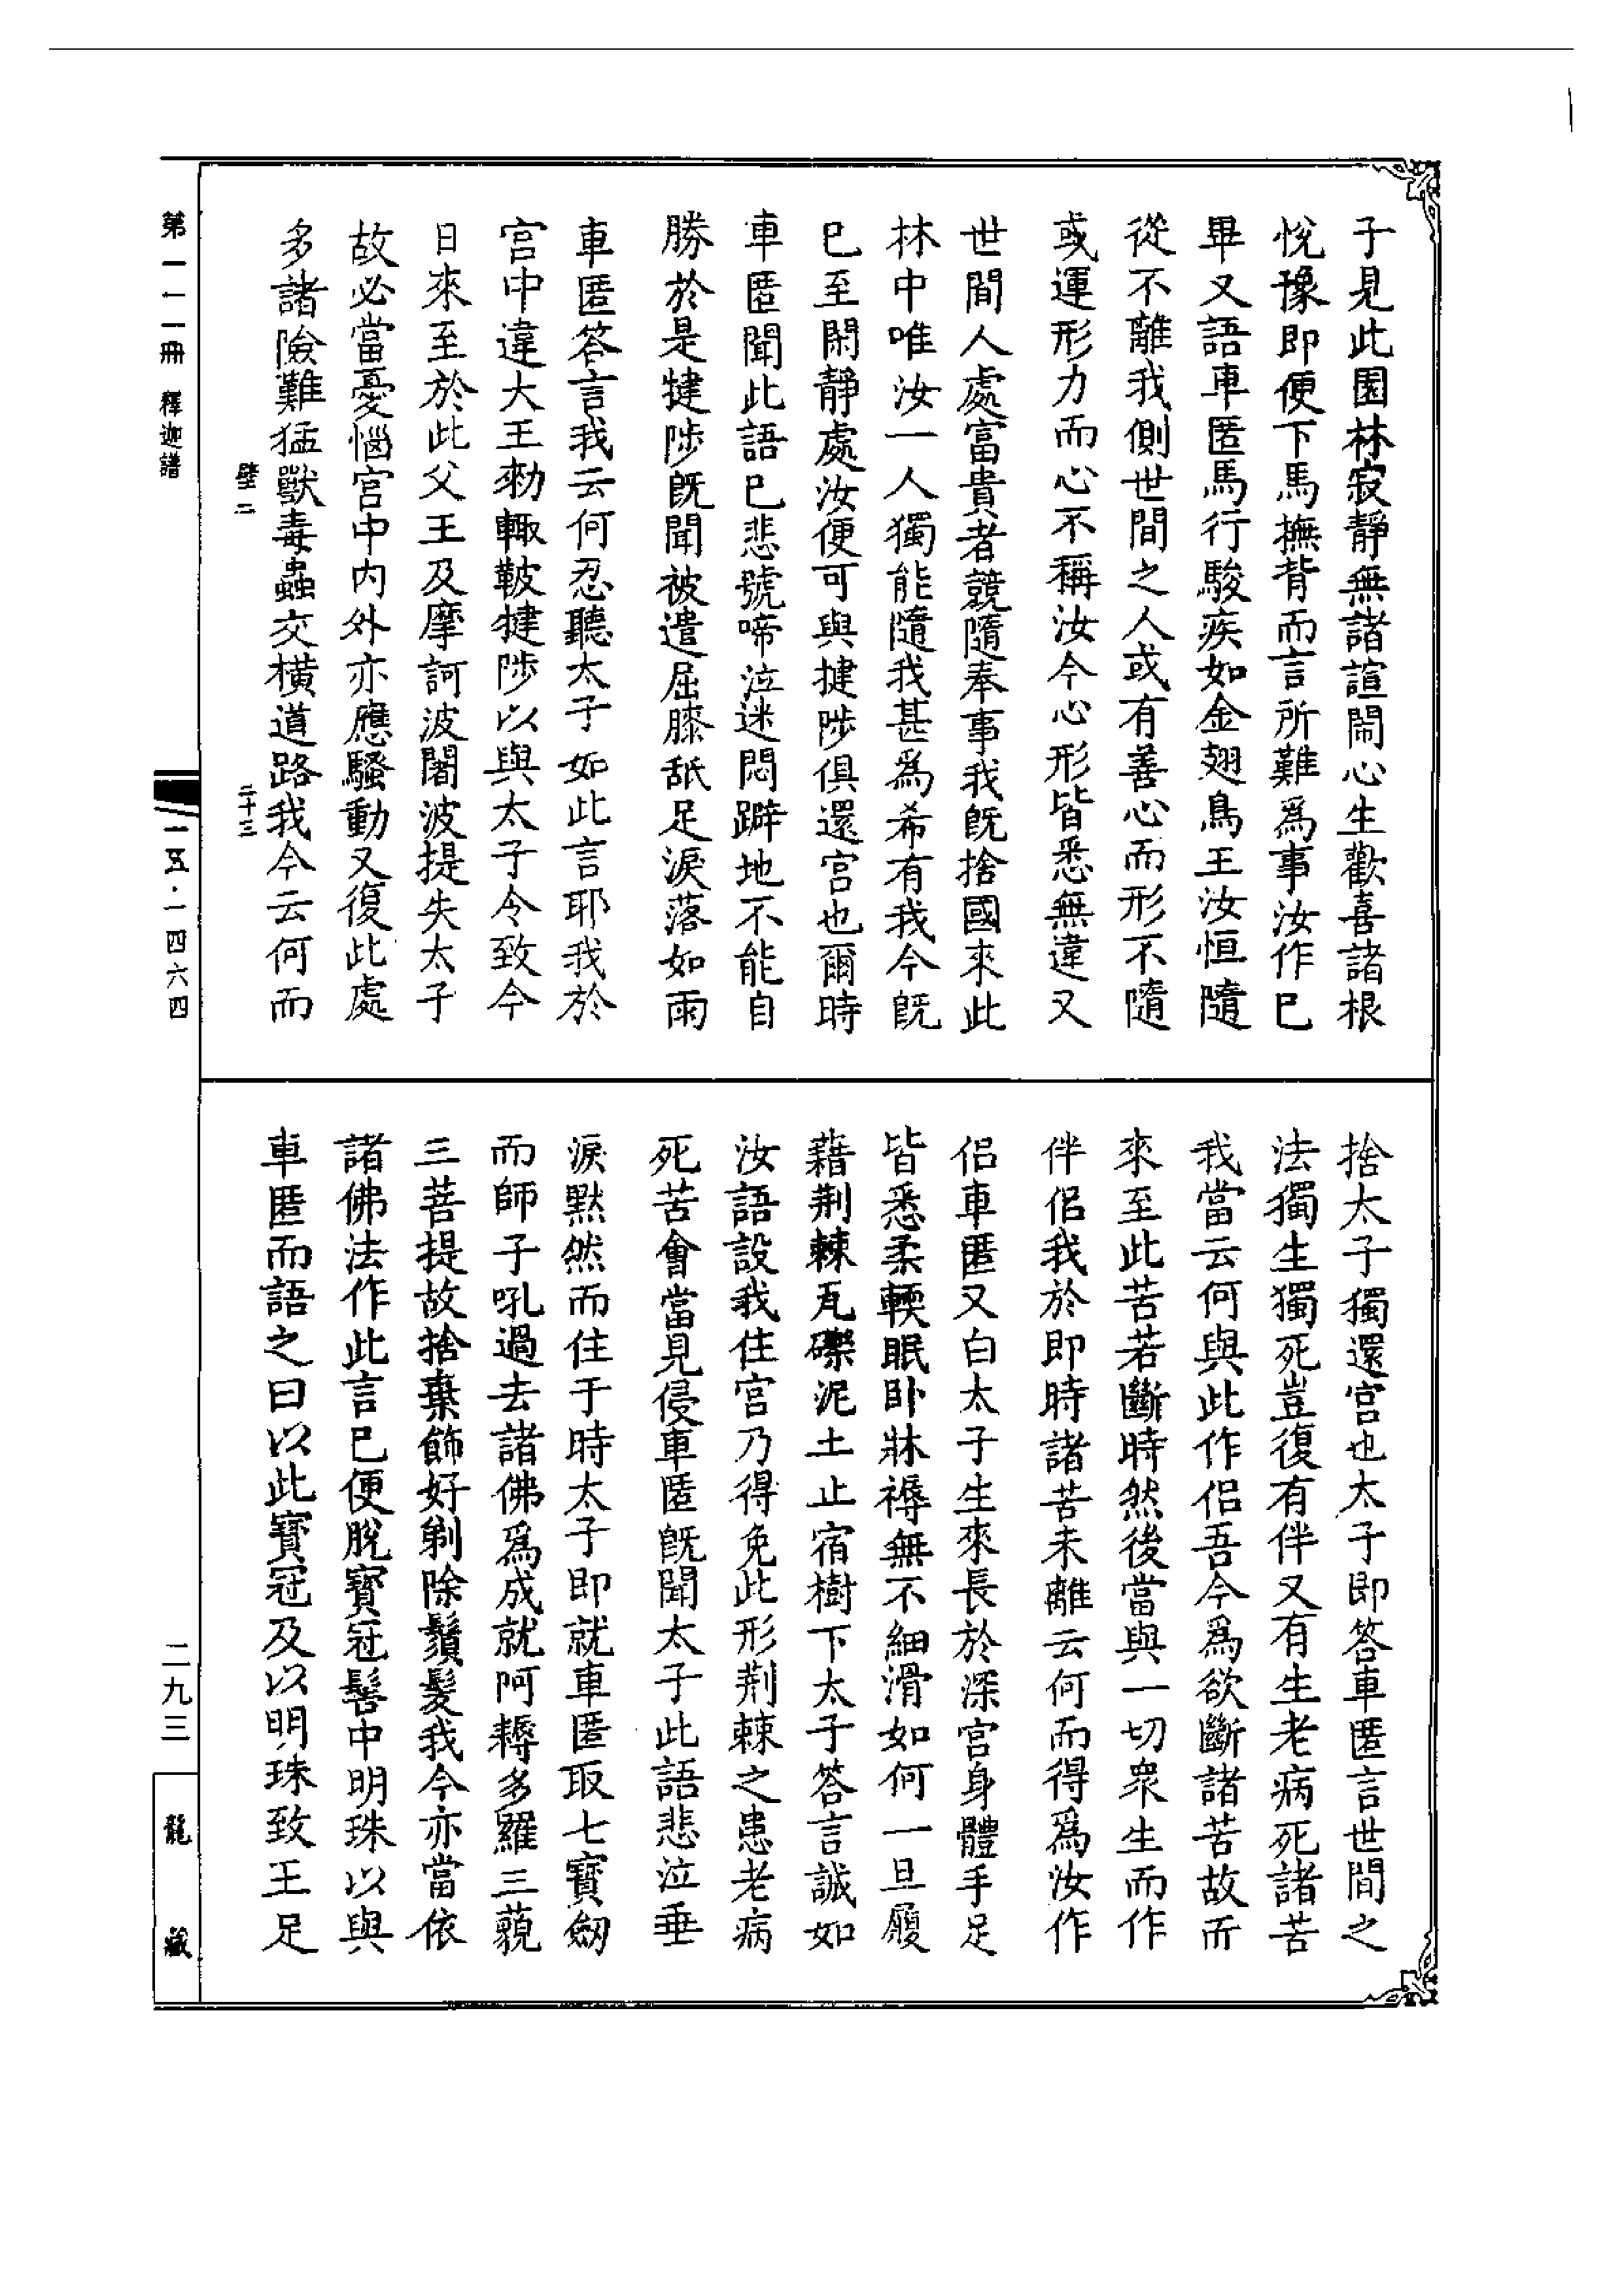 子見此園林寂靜無諸諠閙心生歡喜諸根
悅豫即便下馬撫背而言所難爲事汝作已
畢又語車匿馬行駿疾如金翅鳥王汝恒隨
從不離我側世間之人或有善心而形不隨
或運形力而心不稱汝今心形皆悉無違又
世間人處富貴者競隨奉事我既捨國來此
林中唯汝一人獨能隨我甚爲希有我今既
已至閑靜處汝便可與揵陟俱還宮也爾時
車匿聞此語已悲號啼泣迷悶躃地不能自
勝於是揵陟既聞被遣屈膝舐足淚落如雨
車匿答言我云何忍聽太子如此言耶我於
宮中違大王勑輙鞁揵陟以與太子令致今
日來至於此父王及摩訶波闍波提失太子
故必當憂惱宮中內外亦應騷動又復此處
多諸險難猛獸毒蟲交橫道路我今云何而
捨太子獨還宮也太子即答車匿言世間之
法獨生獨死豈復有伴又有生老病死諸苦
我當云何與此作侶吾今爲欲斷諸苦故而
來至此苦若斷時然後當與一切衆生而作
伴侶我於即時諸苦未離云何而得爲汝作
侶車匿又白太子生來長於深宮身體手足
皆悉柔輭眠卧牀褥無不細滑如何一旦履
藉荆棘瓦礫泥土止宿樹下太子答言誠如
汝語設我住宮乃得免此形荆棘之患老病
死苦會當見侵車匿既聞太子此語悲泣垂
淚默然而住于時太子即就車匿取七寶劒
而師子吼過去諸佛爲成就阿耨多羅三藐
三菩提故捨棄飾好剃除鬚髮我今亦當依
諸佛法作此言已便脫寶冠髻中明珠以與
車匿而語之曰以此寶冠及以明珠致王足
壁二
二十三
第一一一冊 釋迦譜
一五·一四六四
二九三
龍藏